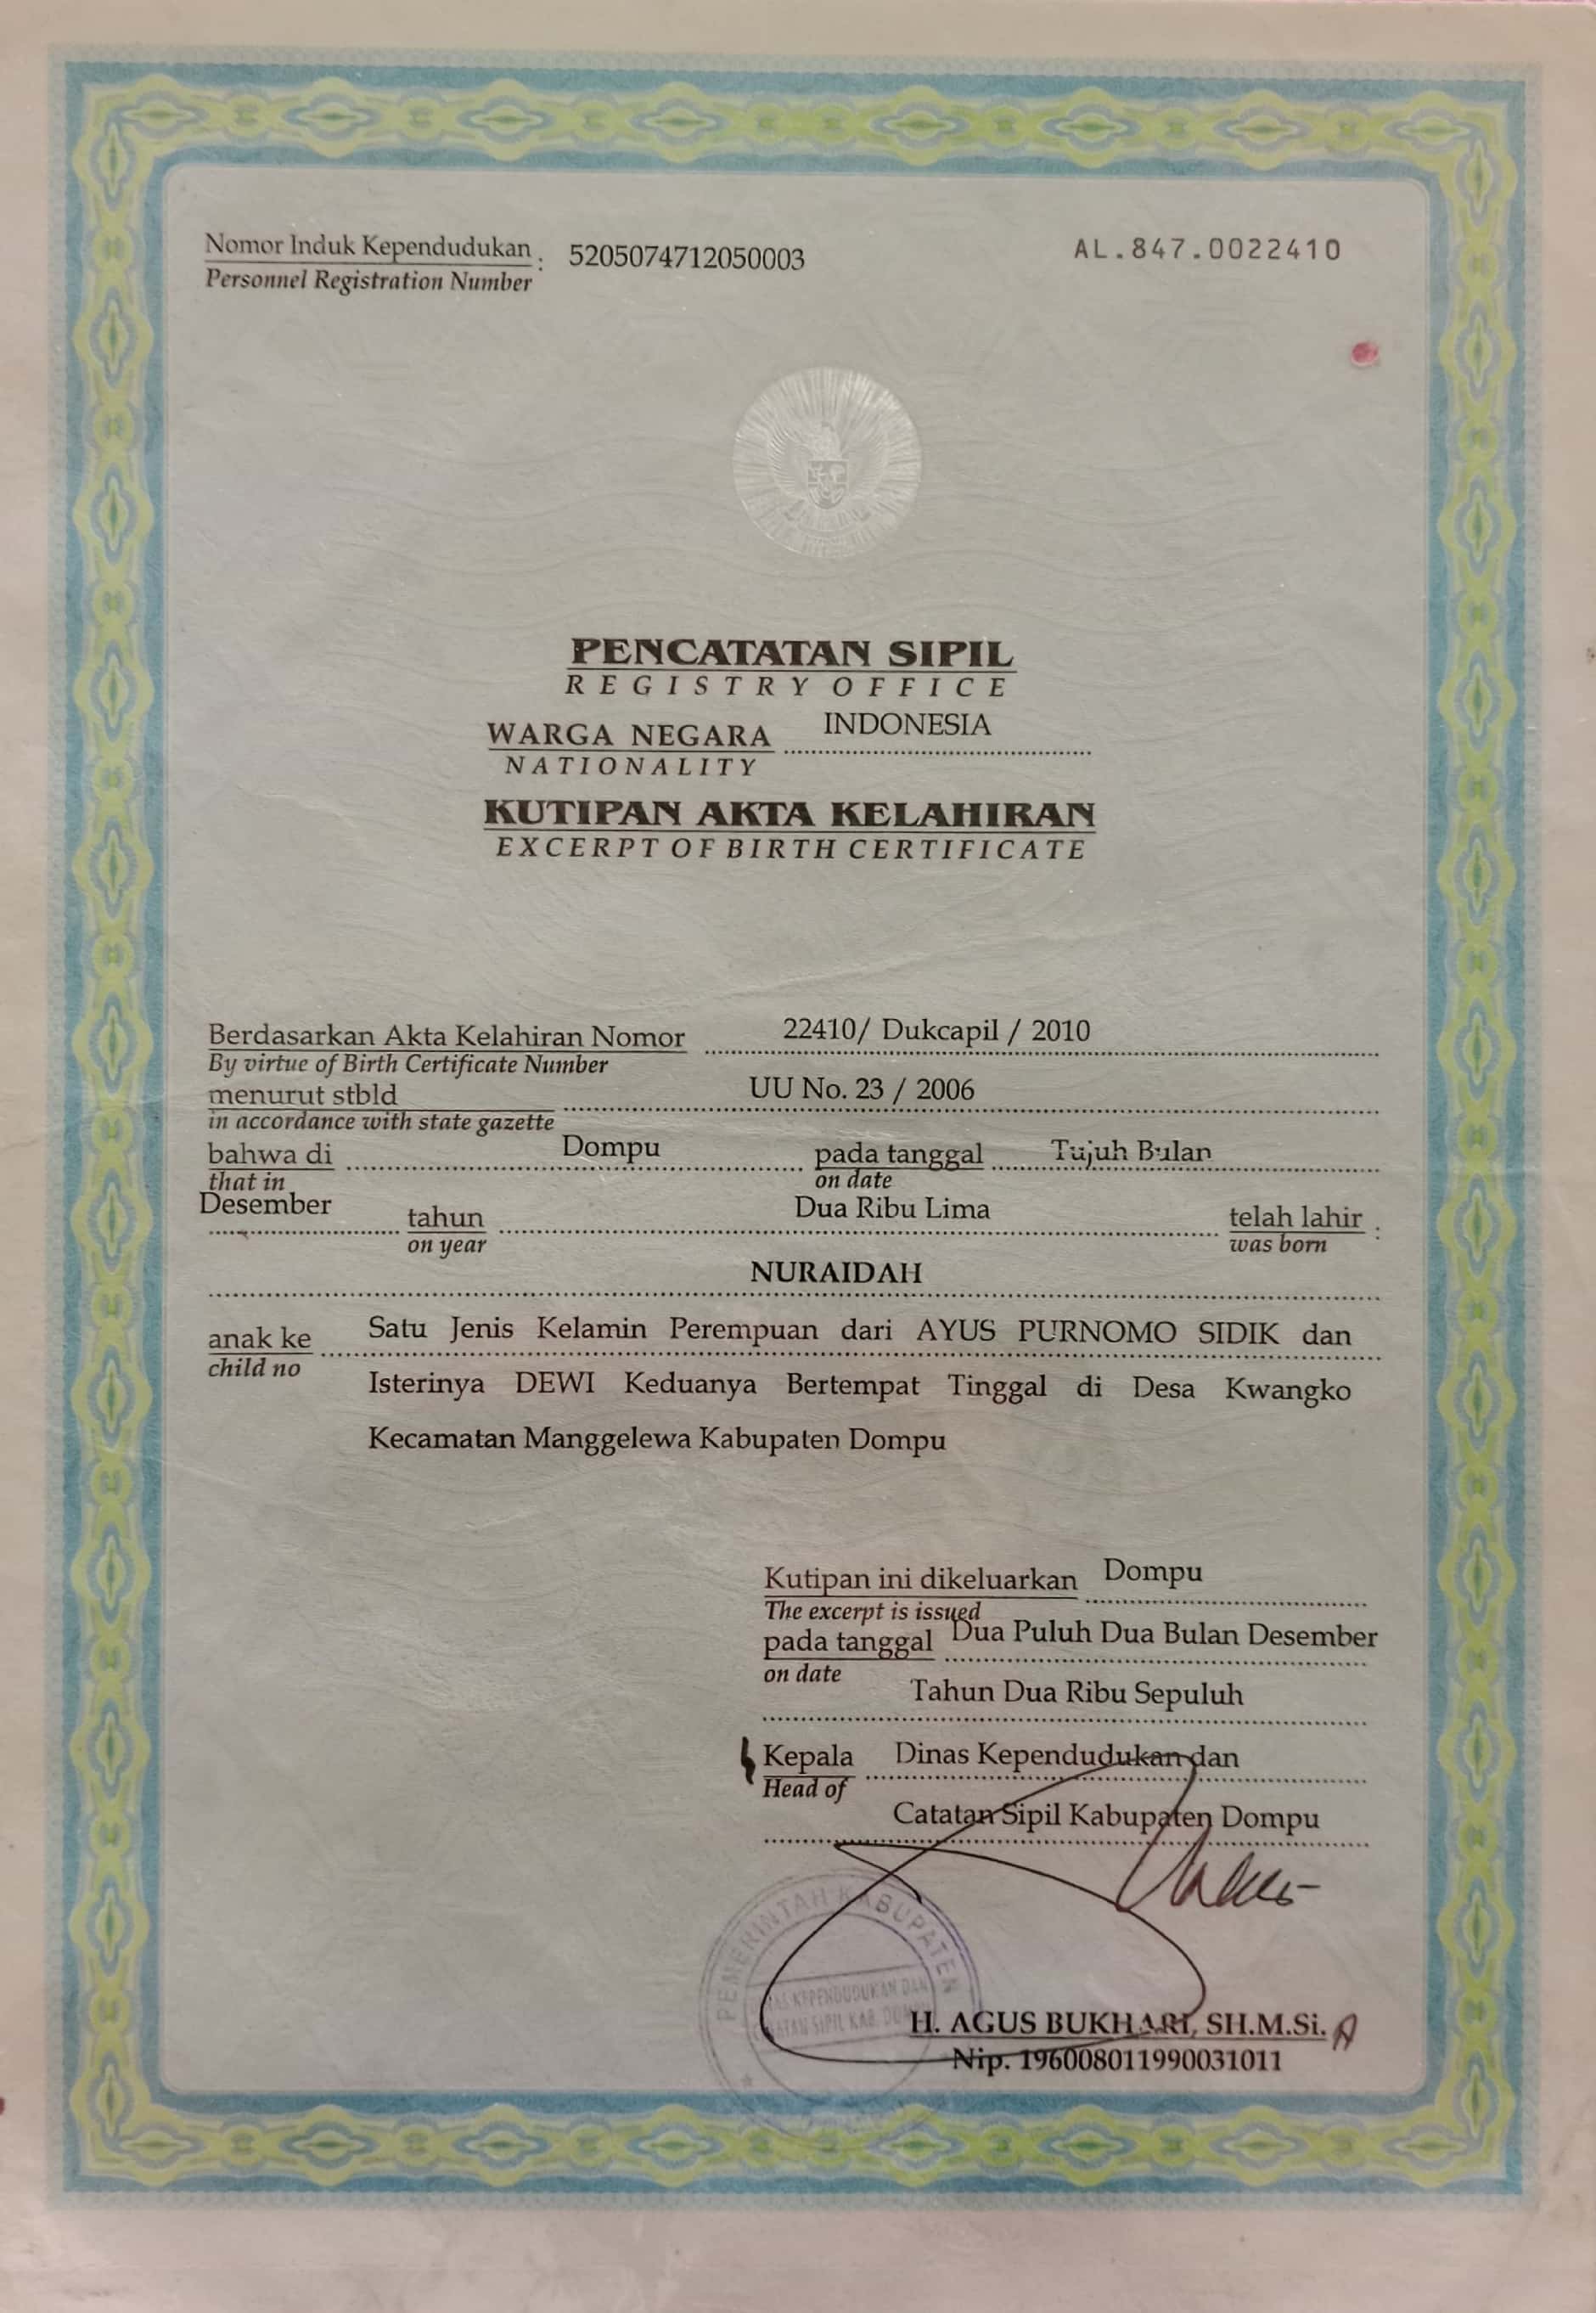 Nomor Induk Kependudukan : 5205074712050003 AL.847.0022410
Personnel Registration Number
PENCATATAN SIPIL
REGISTRY OFFICE
WARGA NEGARA INDONESIA
NATIONALITY
KUTIPAN AKTA KELAHIRAN
EXCERPT OF BIRTH CERTIFICATE
Berdasarkan Akta Kelahiran Nomor 22410/ Dukcapil / 2010
By virtue of Birth Certificate Number
menurut stbld UU No. 23 / 2006
in accordance with state gazette
bahwa di Dompu pada tanggal Tujuh Bulan
that in on date
Desember tahun Dua Ribu Lima telah lahir :
on year was born
NURAIDAH
anak ke Satu Jenis Kelamin Perempuan dari AYUS PURNOMO SIDIK dan
child no
Isterinya DEWI Keduanya Bertempat Tinggal di Desa Kwangko
Kecamatan Manggelewa Kabupaten Dompu
Kutipan ini dikeluarkan Dompu
The excerpt is issued
pada tanggal Dua Puluh Dua Bulan Desember
on date
Tahun Dua Ribu Sepuluh
Kepala Dinas Kependudukan dan
Head of
Catatan Sipil Kabupaten Dompu
PEMERINTAH KABUPATEN
KEPENDUDUKAN DAN
SIPIL KAB.
H. AGUS BUKHARI, SH.M.Si.
Nip. 196008011990031011